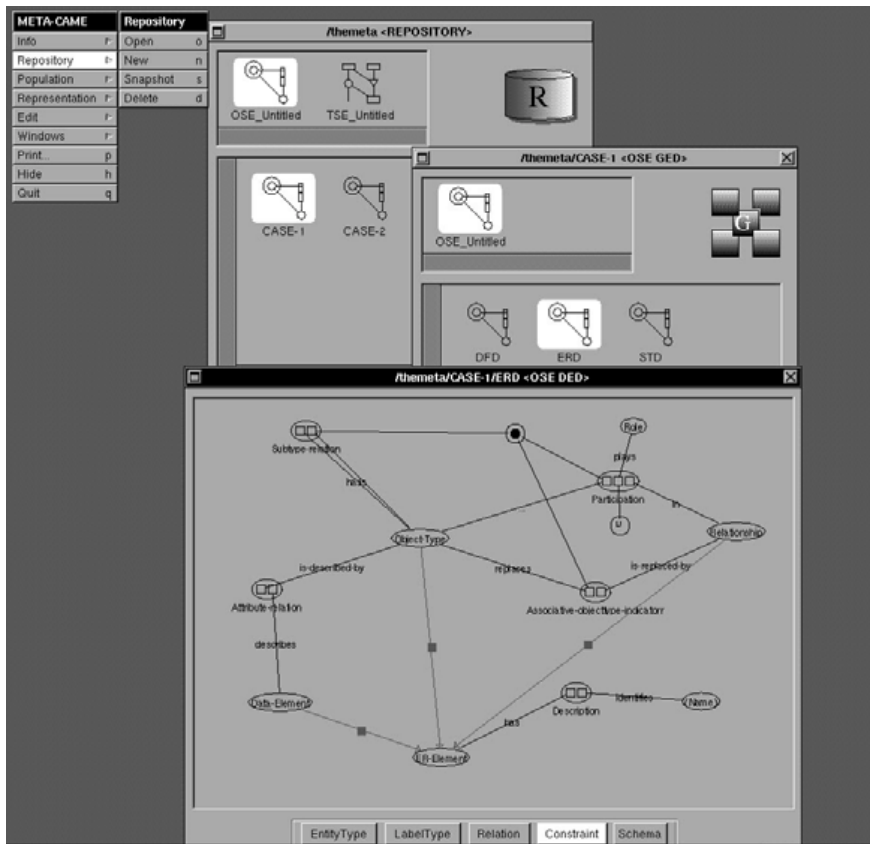 META-CAME
Info
Repository
Population
Representation
Edit
Windows
Print... p
Hide h
Quit q
Repository
Open o
New n
Snapshot s
Delete d
/themeta <REPOSITORY>
OSE_Untitled TSE_Untitled
R
CASE-1 CASE-2
/themeta/CASE-1 <OSE GED>
OSE_Untitled
G
DFD ERD STD
/themeta/CASE-1/ERD <OSE DED>
Role
Subtype-relation
plays
has
Participation
in
U
Object-Type
Relationship
is-described-by
replaces
is-replaced-by
Attribute-relation
Associative-objecttype-indicatorr
describes
Data-Element
Description
Identifies
(Name)
has
ER-Element
EntityType LabelType Relation Constraint Schema